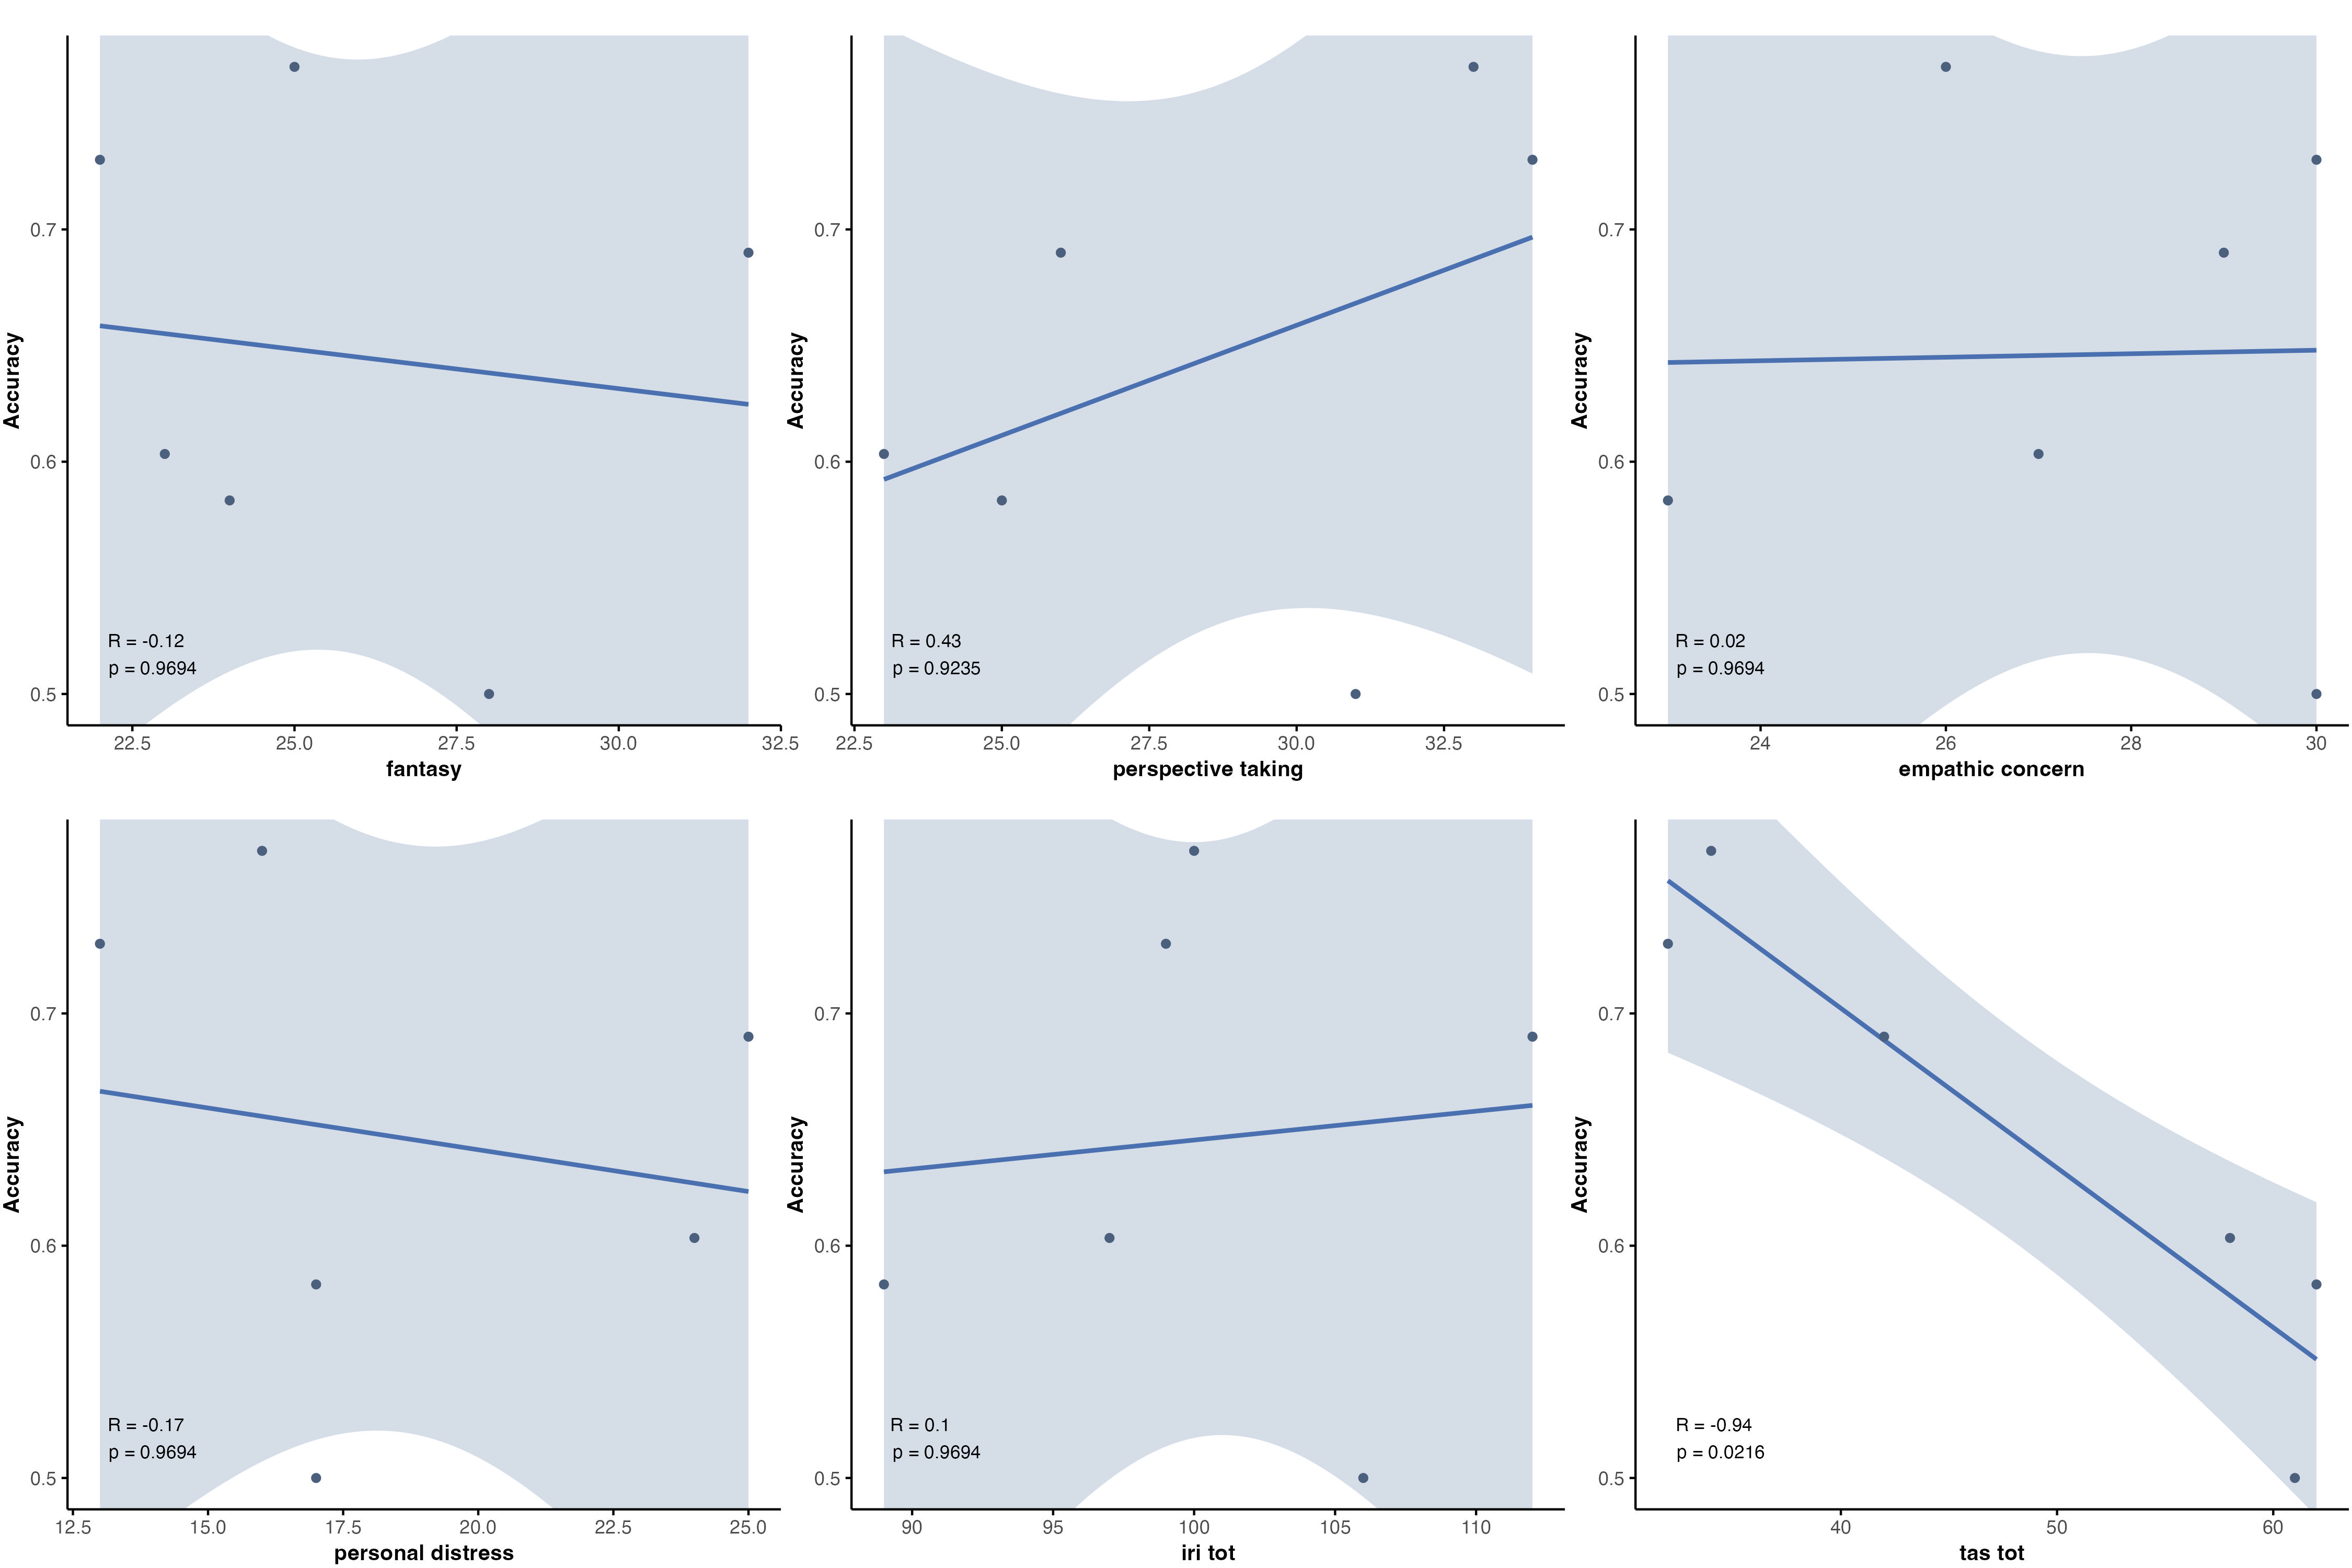 Accuracy
0.7
0.6
0.5
R = -0.12
p = 0.9694
22.5 25.0 27.5 30.0 32.5
fantasy
Accuracy
0.7
0.6
0.5
R = 0.43
p = 0.9235
22.5 25.0 27.5 30.0 32.5
perspective taking
Accuracy
0.7
0.6
0.5
R = 0.02
p = 0.9694
24 26 28 30
empathic concern
Accuracy
0.7
0.6
0.5
R = -0.17
p = 0.9694
12.5 15.0 17.5 20.0 22.5 25.0
personal distress
Accuracy
0.7
0.6
0.5
R = 0.1
p = 0.9694
90 95 100 105 110
iri tot
Accuracy
0.7
0.6
0.5
R = -0.94
p = 0.0216
40 50 60
tas tot